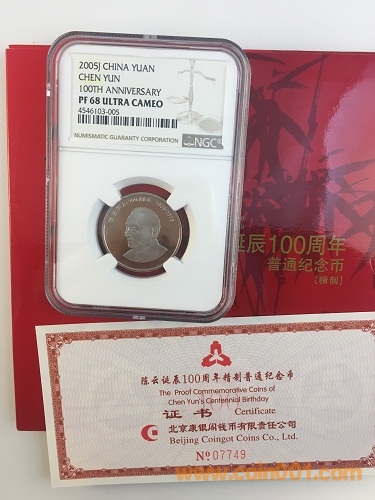 2005J CHINA YUAN
CHEN YUN
100TH ANNIVERSARY
PF 68 ULTRA CAMEO
4546103-005
NUMISMATIC GUARANTY CORPORATION
NGC
诞辰100周年
普通纪念币
[精制]
陈云诞辰100周年精制普通纪念币
The Proof Commemorative Coins of
Chen Yun's Centennial Birthday
证书 Certificate
北京康银阁钱币有限责任公司
Beijing Coingot Coins Co., Ltd.
№07749
www.coin001.com